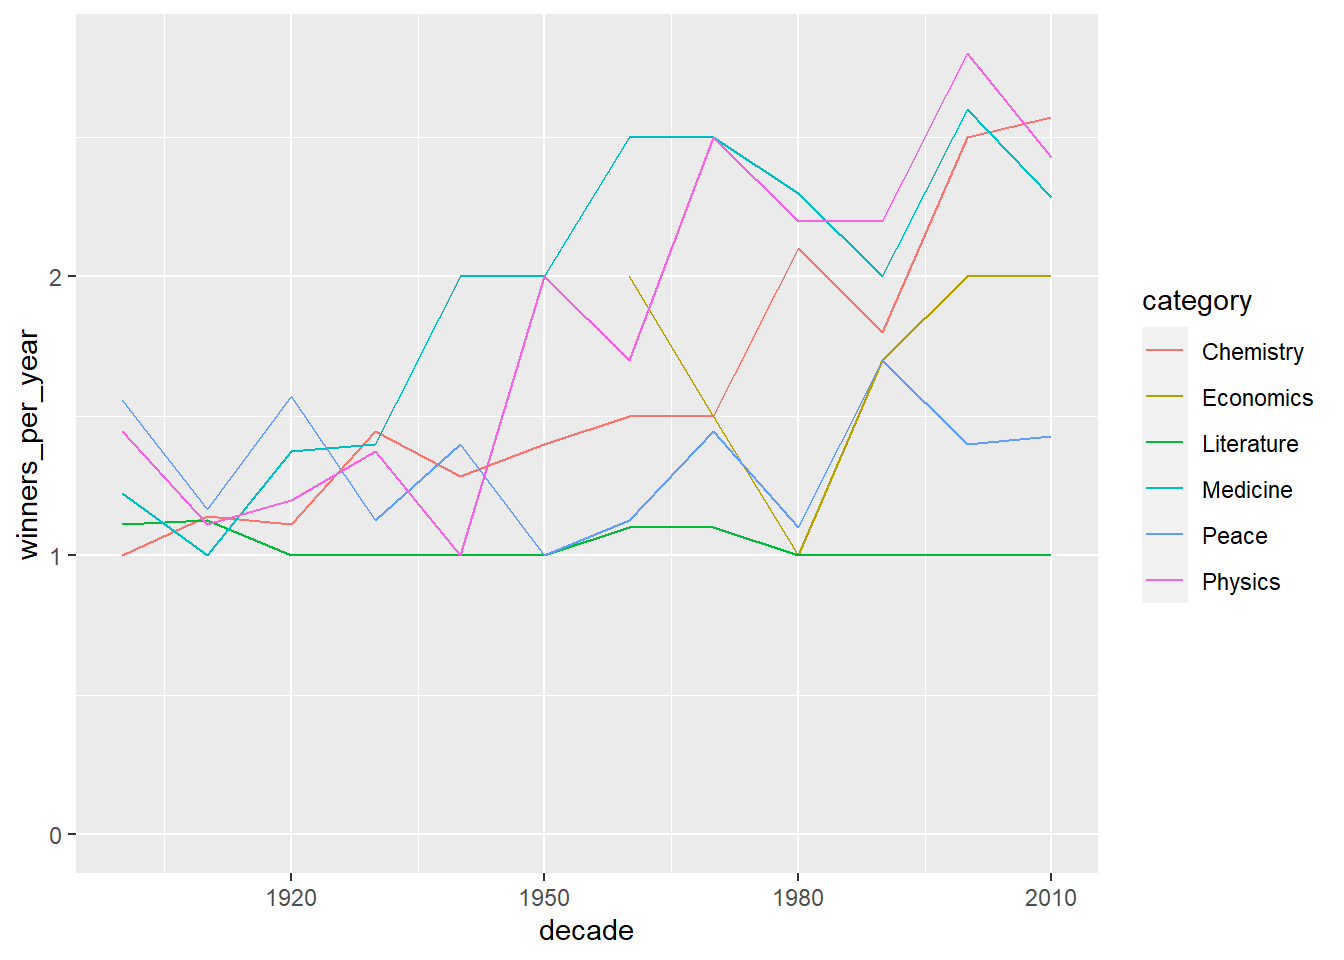 winners_per_year
2
1
0
1920 1950 1980 2010
decade
category
Chemistry
Economics
Literature
Medicine
Peace
Physics